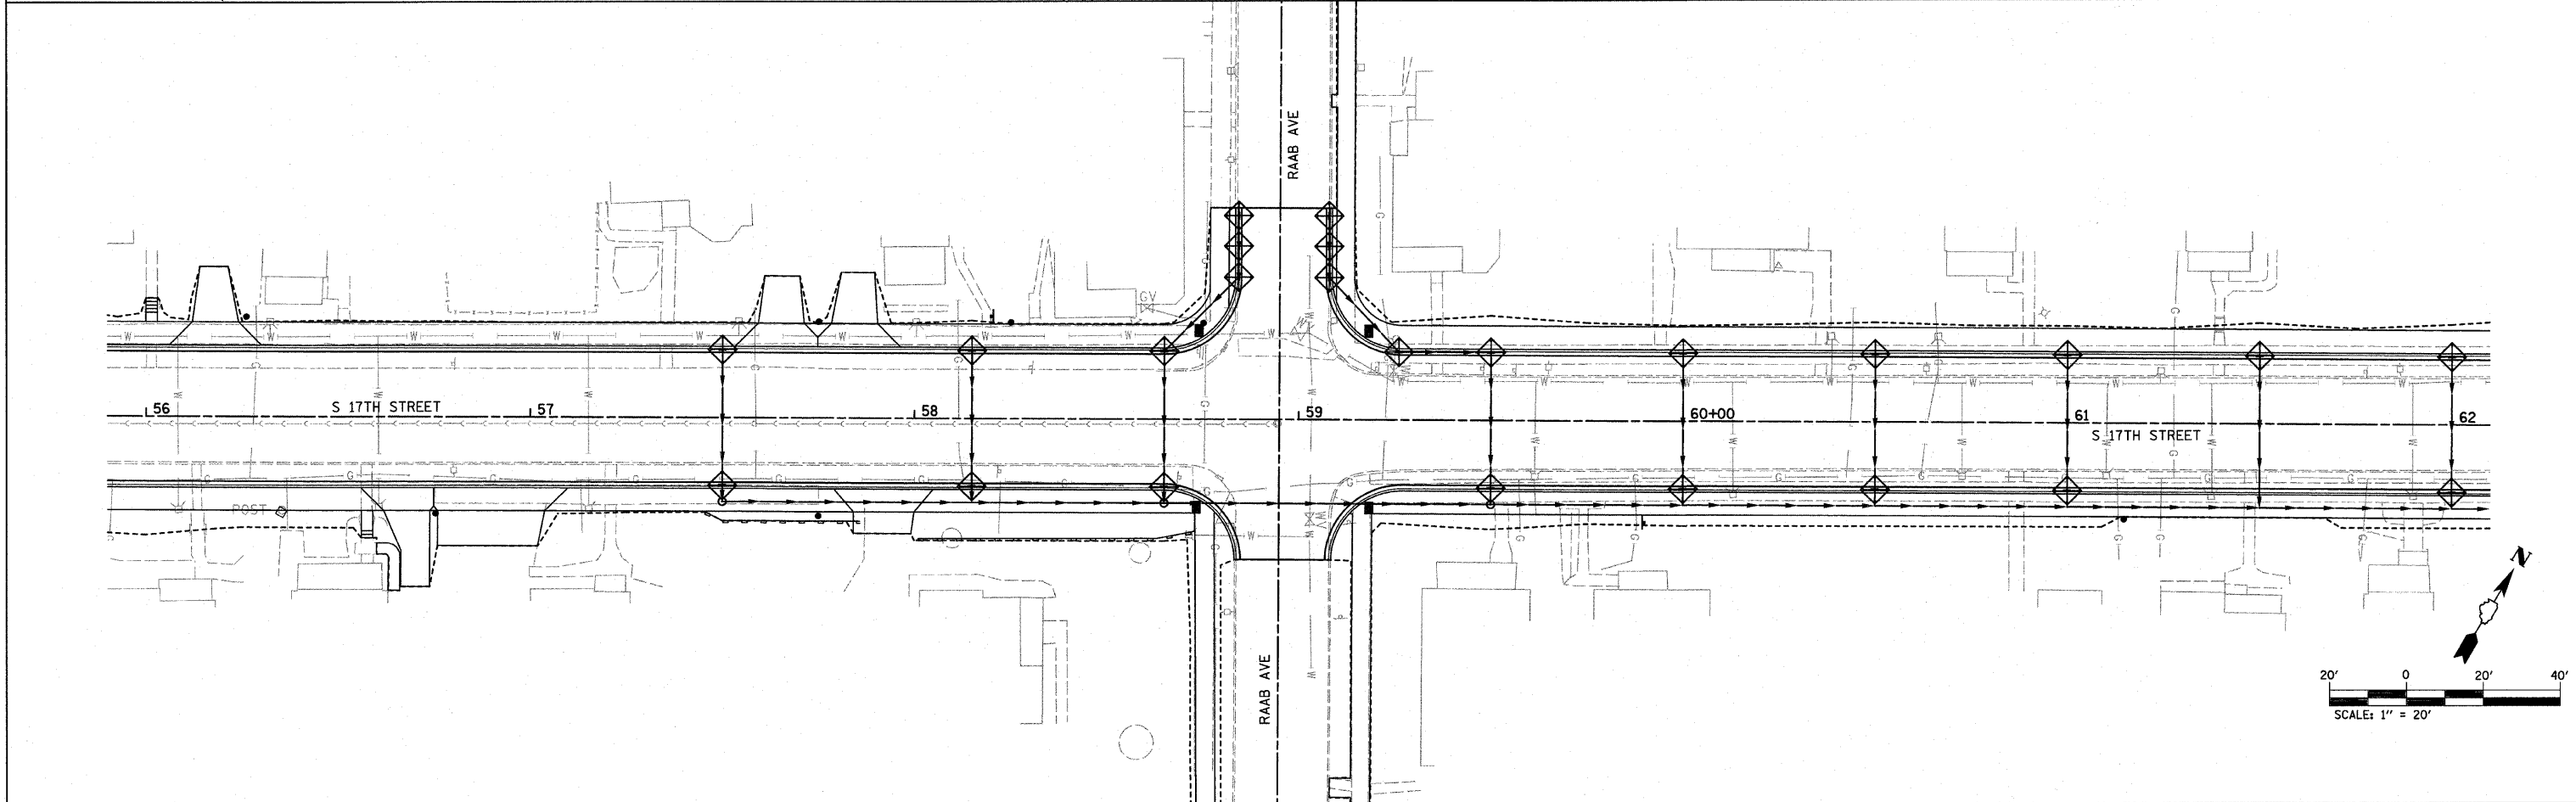 RAAB AVE
GV
56
S 17TH STREET
57
58
59
60+00
61
S 17TH STREET
62
POST
WV
RAAB AVE
N
20' 0 20' 40'
SCALE: 1" = 20'